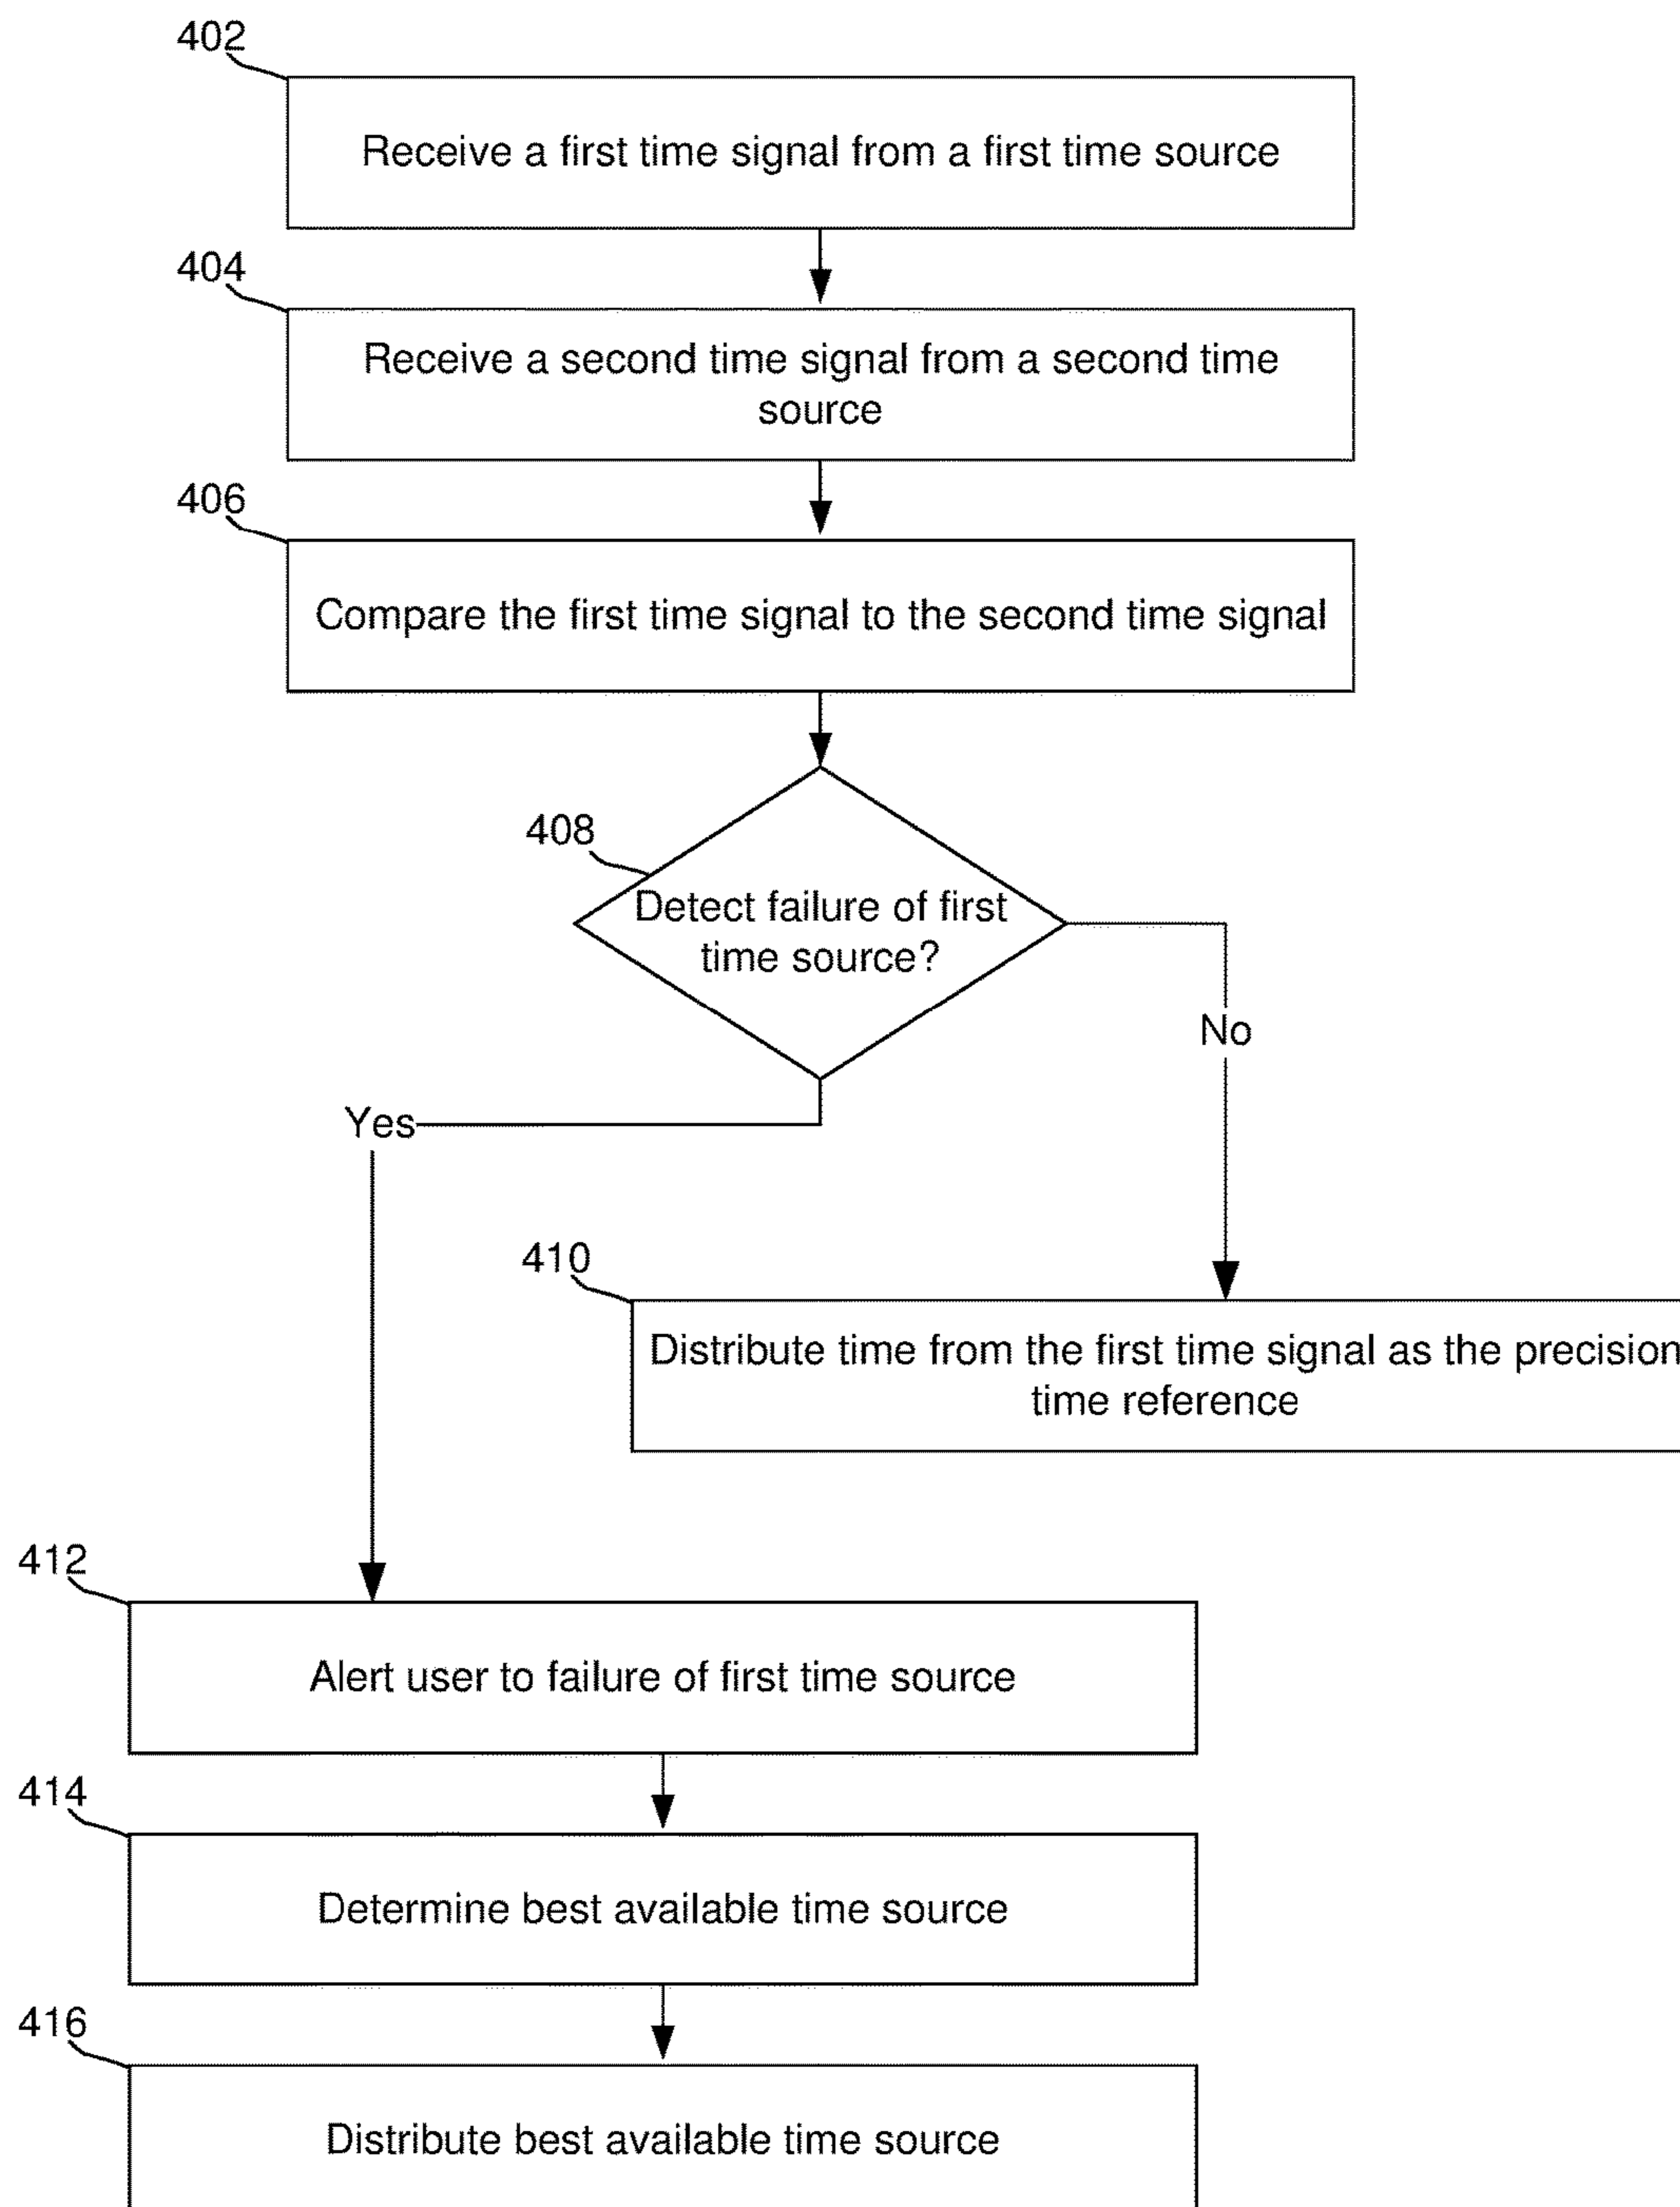 402
Receive a first time signal from a first time source
404
Receive a second time signal from a second time
source
406
Compare the first time signal to the second time signal
408
Detect failure of first
time source?
No
Yes
410
Distribute time from the first time signal as the precision
time reference
412
Alert user to failure of first time source
414
Determine best available time source
416
Distribute best available time source